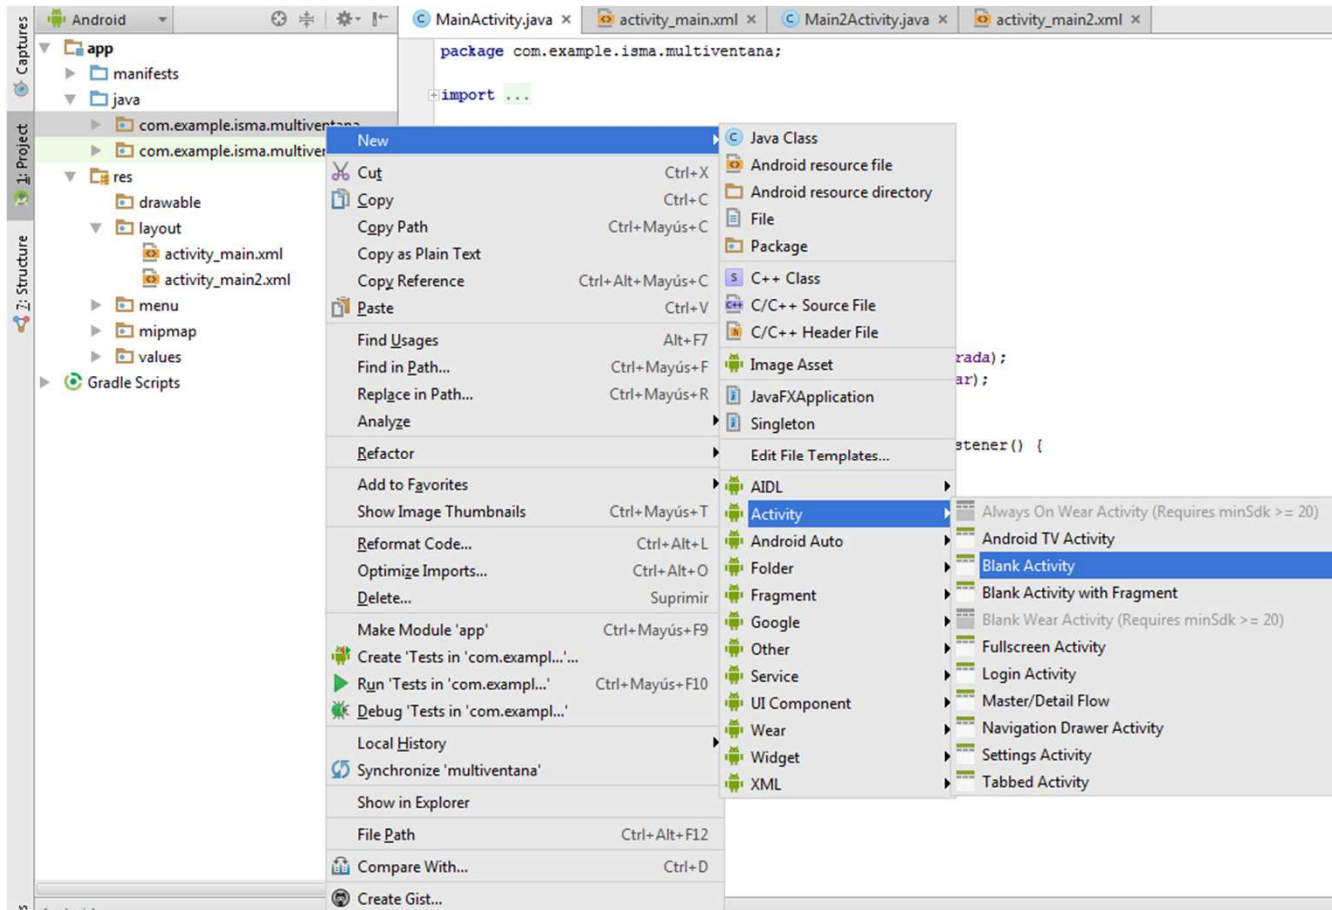 Android
MainActivity.java
activity_main.xml
Main2Activity.java
activity_main2.xml
Captures
1: Project
7: Structure
app
manifests
java
com.example.isma.multiventana
com.example.isma.multiven
res
drawable
layout
activity_main.xml
activity_main2.xml
menu
mipmap
values
Gradle Scripts
package com.example.isma.multiventana;
import ...
rada);
ar);
stener() {
New
Cut Ctrl+X
Copy Ctrl+C
Copy Path Ctrl+Mayús+C
Copy as Plain Text
Copy Reference Ctrl+Alt+Mayús+C
Paste Ctrl+V
Find Usages Alt+F7
Find in Path... Ctrl+Mayús+F
Replace in Path... Ctrl+Mayús+R
Analyze
Refactor
Add to Favorites
Show Image Thumbnails Ctrl+Mayús+T
Reformat Code... Ctrl+Alt+L
Optimize Imports... Ctrl+Alt+O
Delete... Suprimir
Make Module 'app' Ctrl+Mayús+F9
Create 'Tests in 'com.exampl...'...
Run 'Tests in 'com.exampl...' Ctrl+Mayús+F10
Debug 'Tests in 'com.exampl...'
Local History
Synchronize 'multiventana'
Show in Explorer
File Path Ctrl+Alt+F12
Compare With... Ctrl+D
Create Gist...
Java Class
Android resource file
Android resource directory
File
Package
C++ Class
C/C++ Source File
C/C++ Header File
Image Asset
JavaFXApplication
Singleton
Edit File Templates...
AIDL
Activity
Android Auto
Folder
Fragment
Google
Other
Service
UI Component
Wear
Widget
XML
Always On Wear Activity (Requires minSdk >= 20)
Android TV Activity
Blank Activity
Blank Activity with Fragment
Blank Wear Activity (Requires minSdk >= 20)
Fullscreen Activity
Login Activity
Master/Detail Flow
Navigation Drawer Activity
Settings Activity
Tabbed Activity